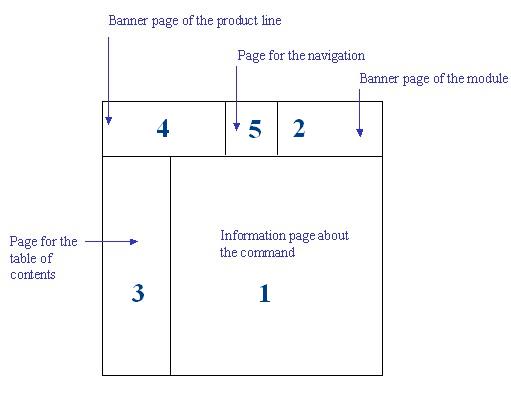 Banner page of the product line
Page for the navigation
Banner page of the module
4
5
2
Page for the
table of
contents
Information page about
the command
3
1